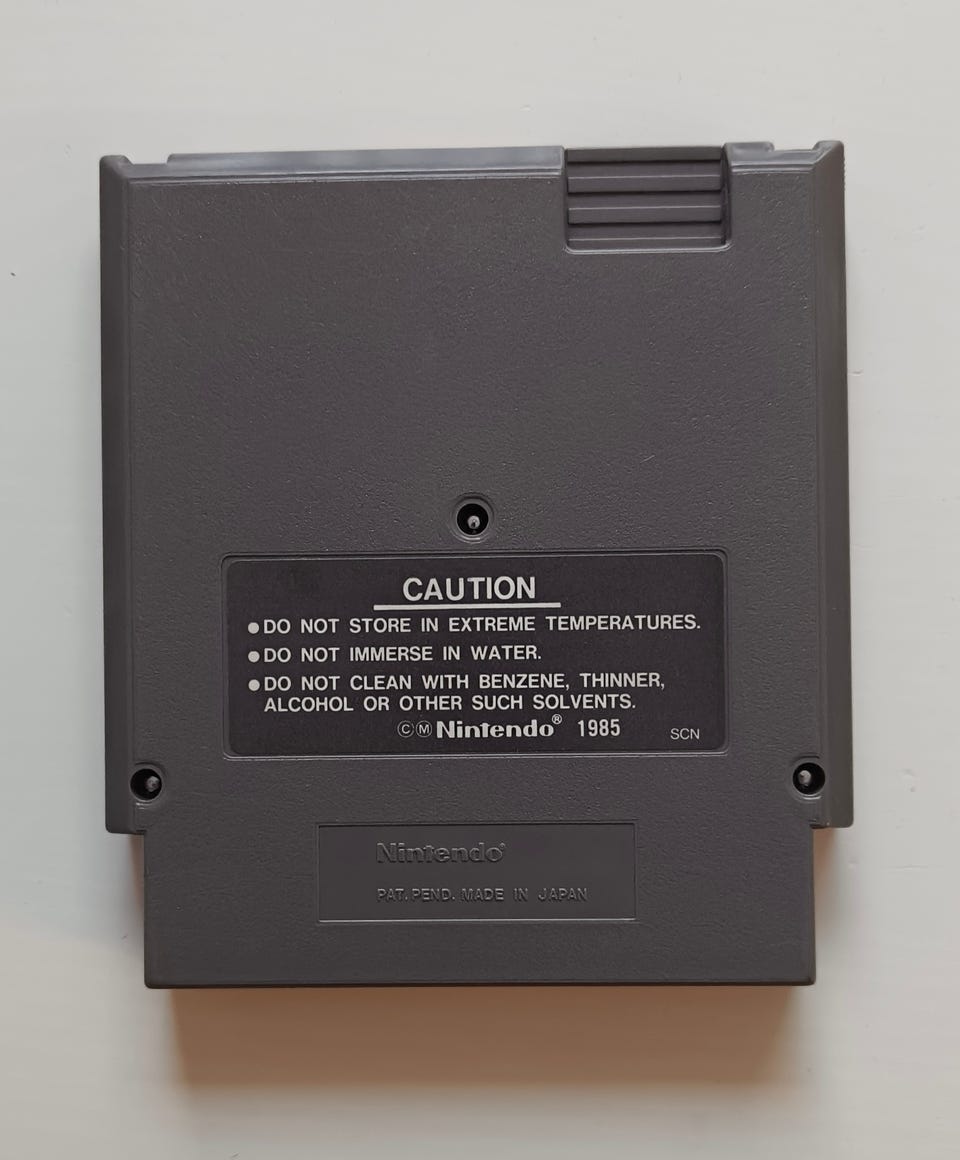 CAUTION
●DO NOT STORE IN EXTREME TEMPERATURES.
●DO NOT IMMERSE IN WATER.
●DO NOT CLEAN WITH BENZENE, THINNER,
ALCOHOL OR OTHER SUCH SOLVENTS.
ⒸⓂ Nintendo® 1985 SCN
Nintendo®
PAT. PEND. MADE IN JAPAN